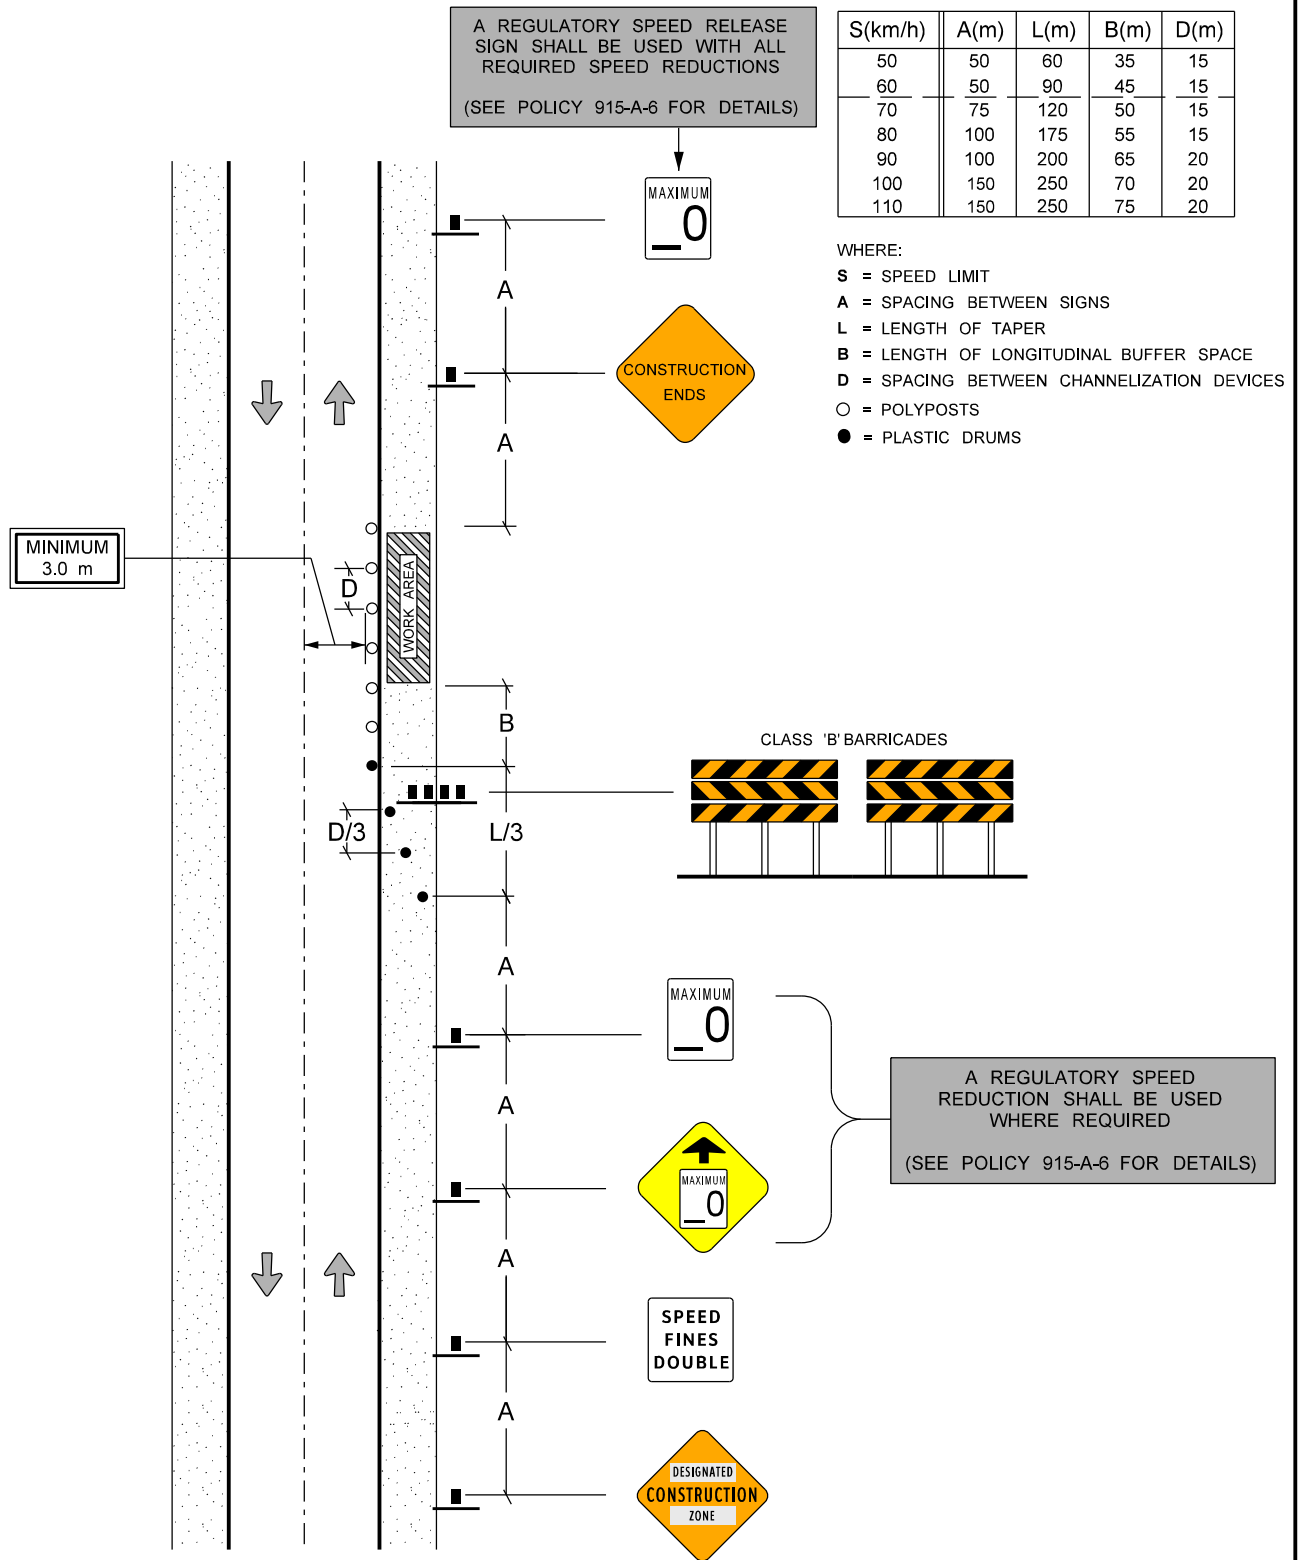 A REGULATORY SPEED RELEASE
SIGN SHALL BE USED WITH ALL
REQUIRED SPEED REDUCTIONS
(SEE POLICY 915-A-6 FOR DETAILS)
S(km/h) A(m) L(m) B(m) D(m)
50 50 60 35 15
60 50 90 45 15
70 75 120 50 15
80 100 175 55 15
90 100 200 65 20
100 150 250 70 20
110 150 250 75 20
WHERE:
S = SPEED LIMIT
A = SPACING BETWEEN SIGNS
L = LENGTH OF TAPER
B = LENGTH OF LONGITUDINAL BUFFER SPACE
D = SPACING BETWEEN CHANNELIZATION DEVICES
= POLYPOSTS
= PLASTIC DRUMS
MAXIMUM
_0
A
CONSTRUCTION
ENDS
A
MINIMUM
3.0 m
D
WORK AREA
B
CLASS 'B' BARRICADES
D/3
L/3
A
MAXIMUM
_0
A
A REGULATORY SPEED
REDUCTION SHALL BE USED
WHERE REQUIRED
(SEE POLICY 915-A-6 FOR DETAILS)
MAXIMUM
_0
A
SPEED
FINES
DOUBLE
A
DESIGNATED
CONSTRUCTION
ZONE